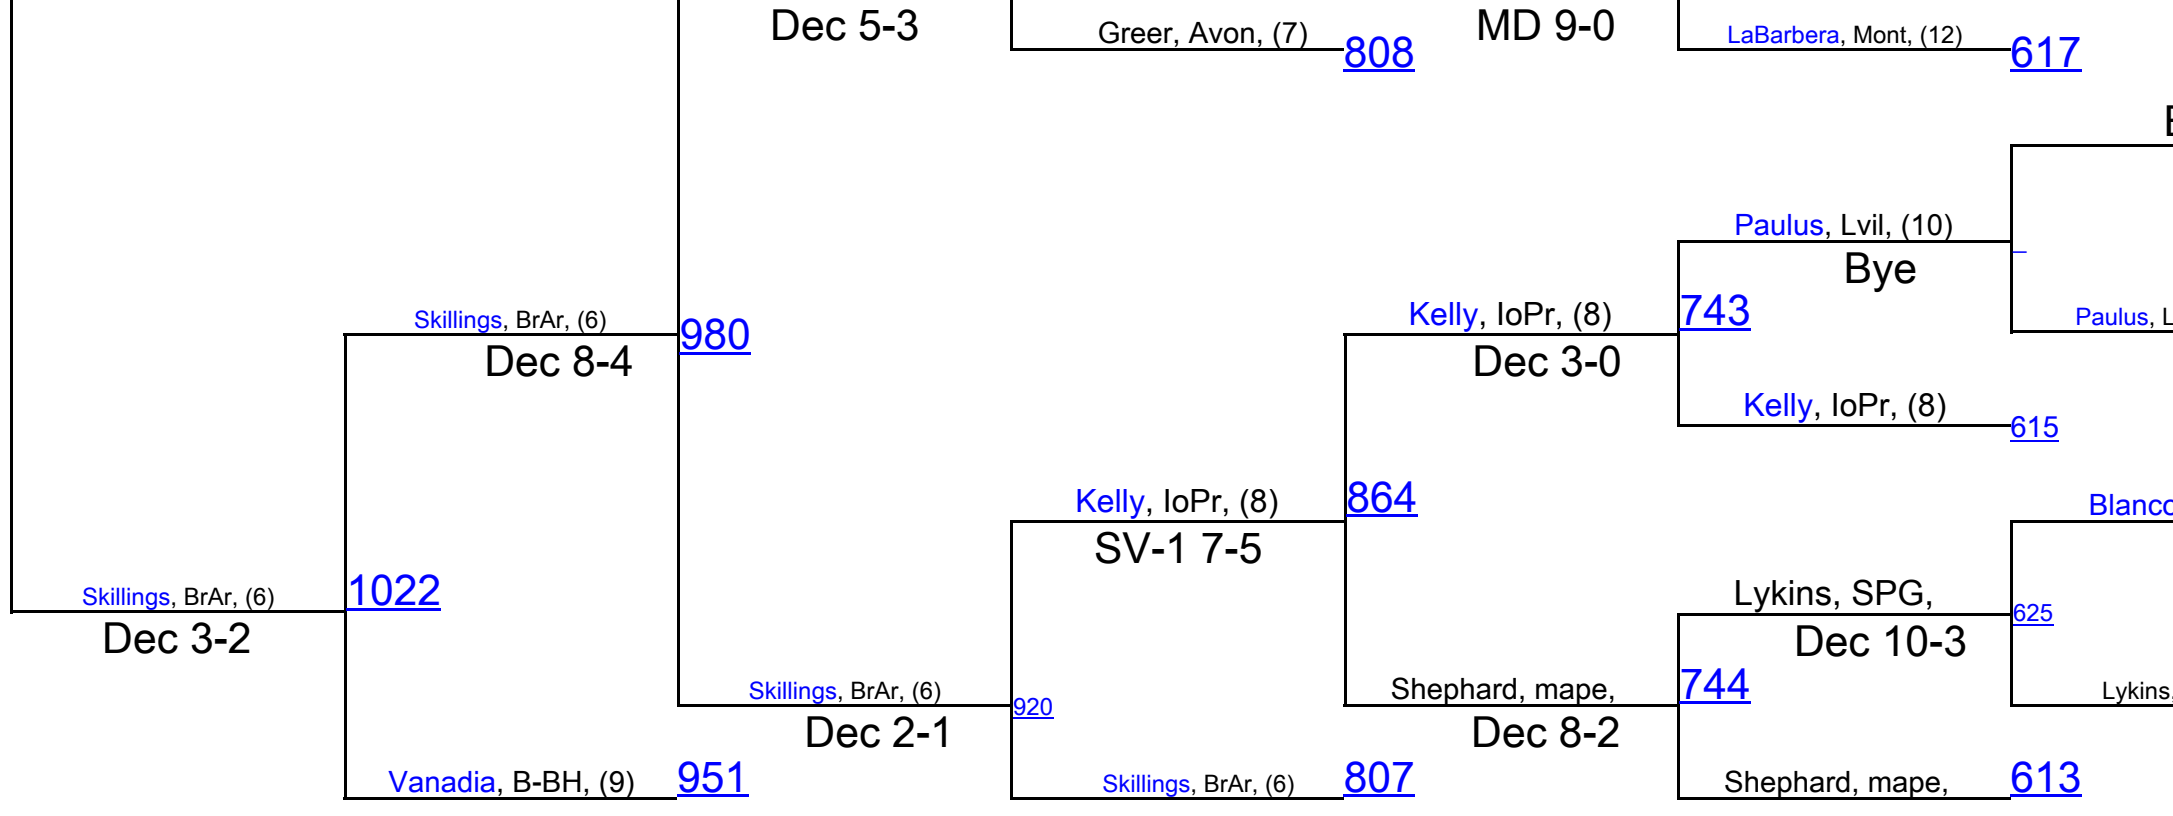 Dec 5-3
Greer, Avon, (7)
808
MD 9-0
LaBarbera, Mont, (12)
617
Paulus, Lvil, (10)
Bye
Skillings, BrAr, (6)
980
Dec 8-4
Kelly, IoPr, (8)
743
Dec 3-0
Paulus, L
Kelly, IoPr, (8)
615
Kelly, IoPr, (8)
864
SV-1 7-5
Blanco
Skillings, BrAr, (6)
1022
Dec 3-2
Lykins, SPG,
625
Dec 10-3
Skillings, BrAr, (6)
920
Dec 2-1
Shephard, mape,
744
Dec 8-2
Lykins,
Vanadia, B-BH, (9)
951
Skillings, BrAr, (6)
807
Shephard, mape,
613